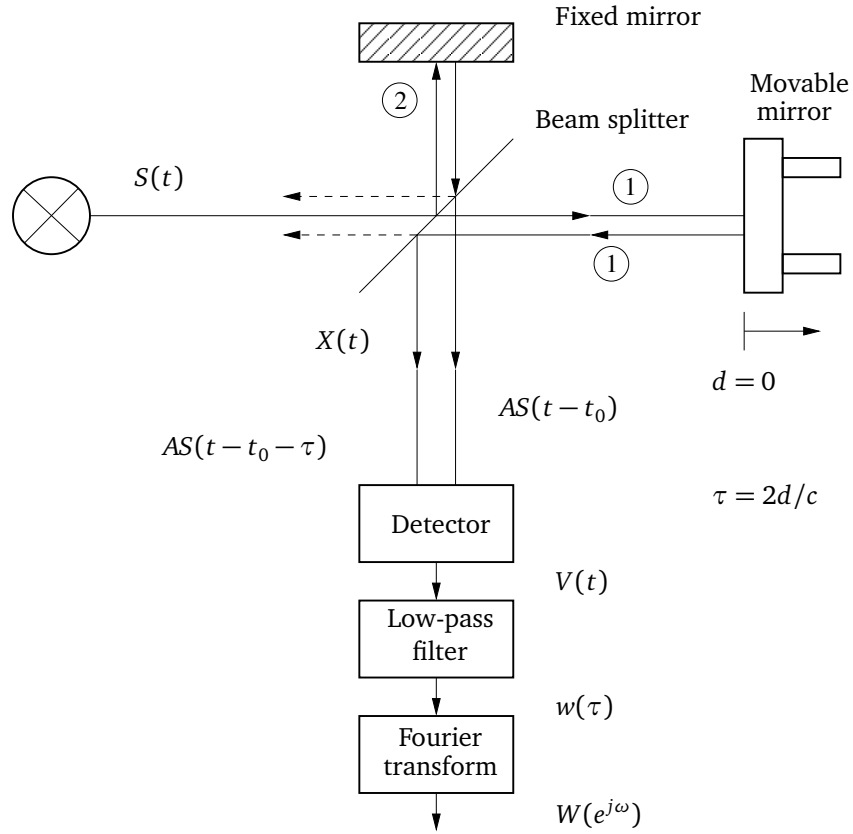 Fixed mirror
Movable
mirror
2
Beam splitter
S(t)
1
1
X(t)
d = 0
AS(t − t₀)
AS(t − t₀ − τ)
τ = 2d/c
Detector
V(t)
Low-pass
filter
w(τ)
Fourier
transform
W(e^{jω})